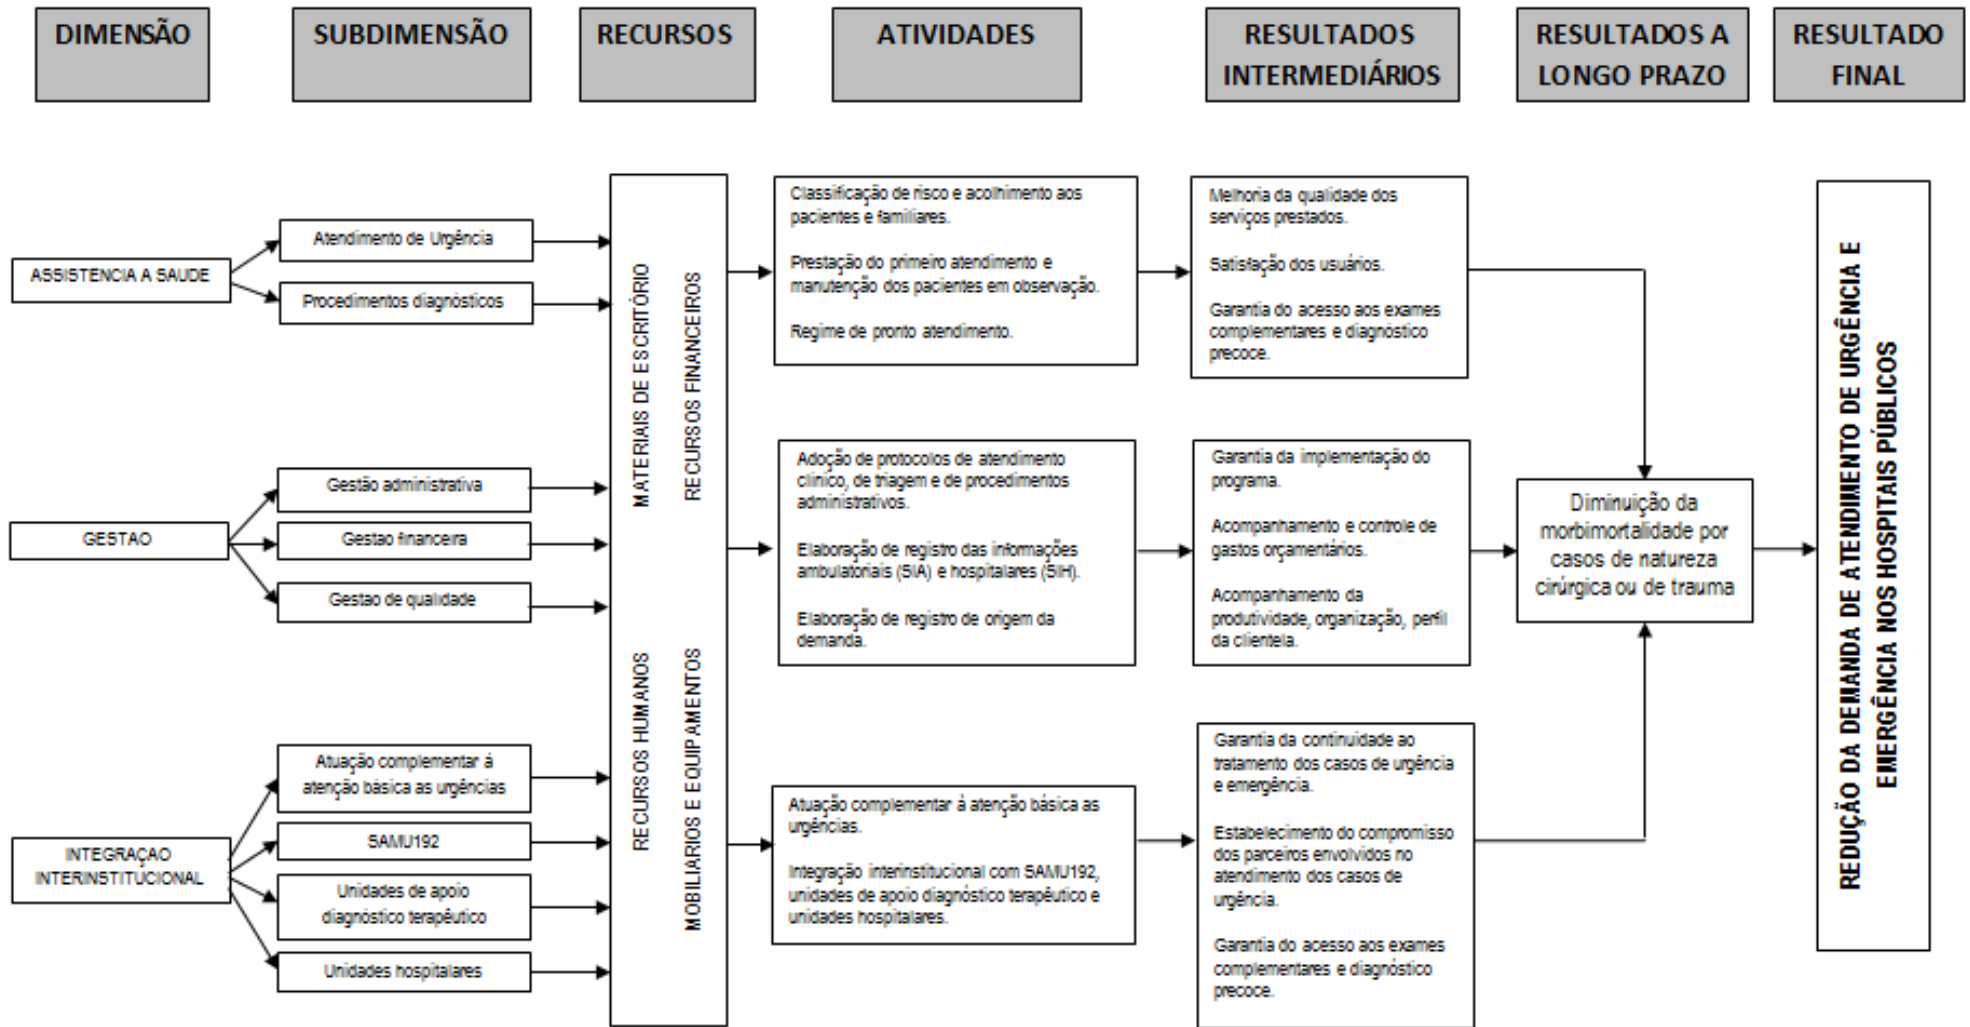 DIMENSÃO
SUBDIMENSÃO
RECURSOS
ATIVIDADES
RESULTADOS
INTERMEDIÁRIOS
RESULTADOS A
LONGO PRAZO
RESULTADO
FINAL
ASSISTENCIA A SAUDE
Atendimento de Urgência
Procedimentos diagnósticos
GESTAO
Gestão administrativa
Gestao financeira
Gestao de qualidade
INTEGRAÇAO
INTERINSTITUCIONAL
Atuação complementar á
atenção básica as urgências
SAMU192
Unidades de apoio
diagnóstico terapêutico
Unidades hospitalares
MATERIAIS DE ESCRITÓRIO
RECURSOS FINANCEIROS
RECURSOS HUMANOS
MOBILIARIOS E EQUIPAMENTOS
Classificação de risco e acolhimento aos
pacientes e familiares.
Prestação do primeiro atendimento e
manutenção dos pacientes em observação.
Regime de pronto atendimento.
Adoção de protocolos de atendimento
clínico, de triagem e de procedimentos
administrativos.
Elaboração de registro das informações
ambulatoriais (SIA) e hospitalares (SIH).
Elaboração de registro de origem da
demanda.
Atuação complementar à atenção básica as
urgências.
Integração interinstitucional com SAMU192,
unidades de apoio diagnóstico terapêutico e
unidades hospitalares.
Melhoria da qualidade dos
serviços prestados.
Satisfação dos usuários.
Garantia do acesso aos exames
complementares e diagnóstico
precoce.
Garantia da implementação do
programa.
Acompanhamento e controle de
gastos orçamentários.
Acompanhamento da
produtividade, organização, perfil
da clientela.
Garantia da continuidade ao
tratamento dos casos de urgência
e emergência.
Estabelecimento do compromisso
dos parceiros envolvidos no
atendimento dos casos de
urgência.
Garantia do acesso aos exames
complementares e diagnóstico
precoce.
Diminuição da
morbimortalidade por
casos de natureza
cirúrgica ou de trauma
REDUÇÃO DA DEMANDA DE ATENDIMENTO DE URGÊNCIA E
EMERGÊNCIA NOS HOSPITAIS PÚBLICOS